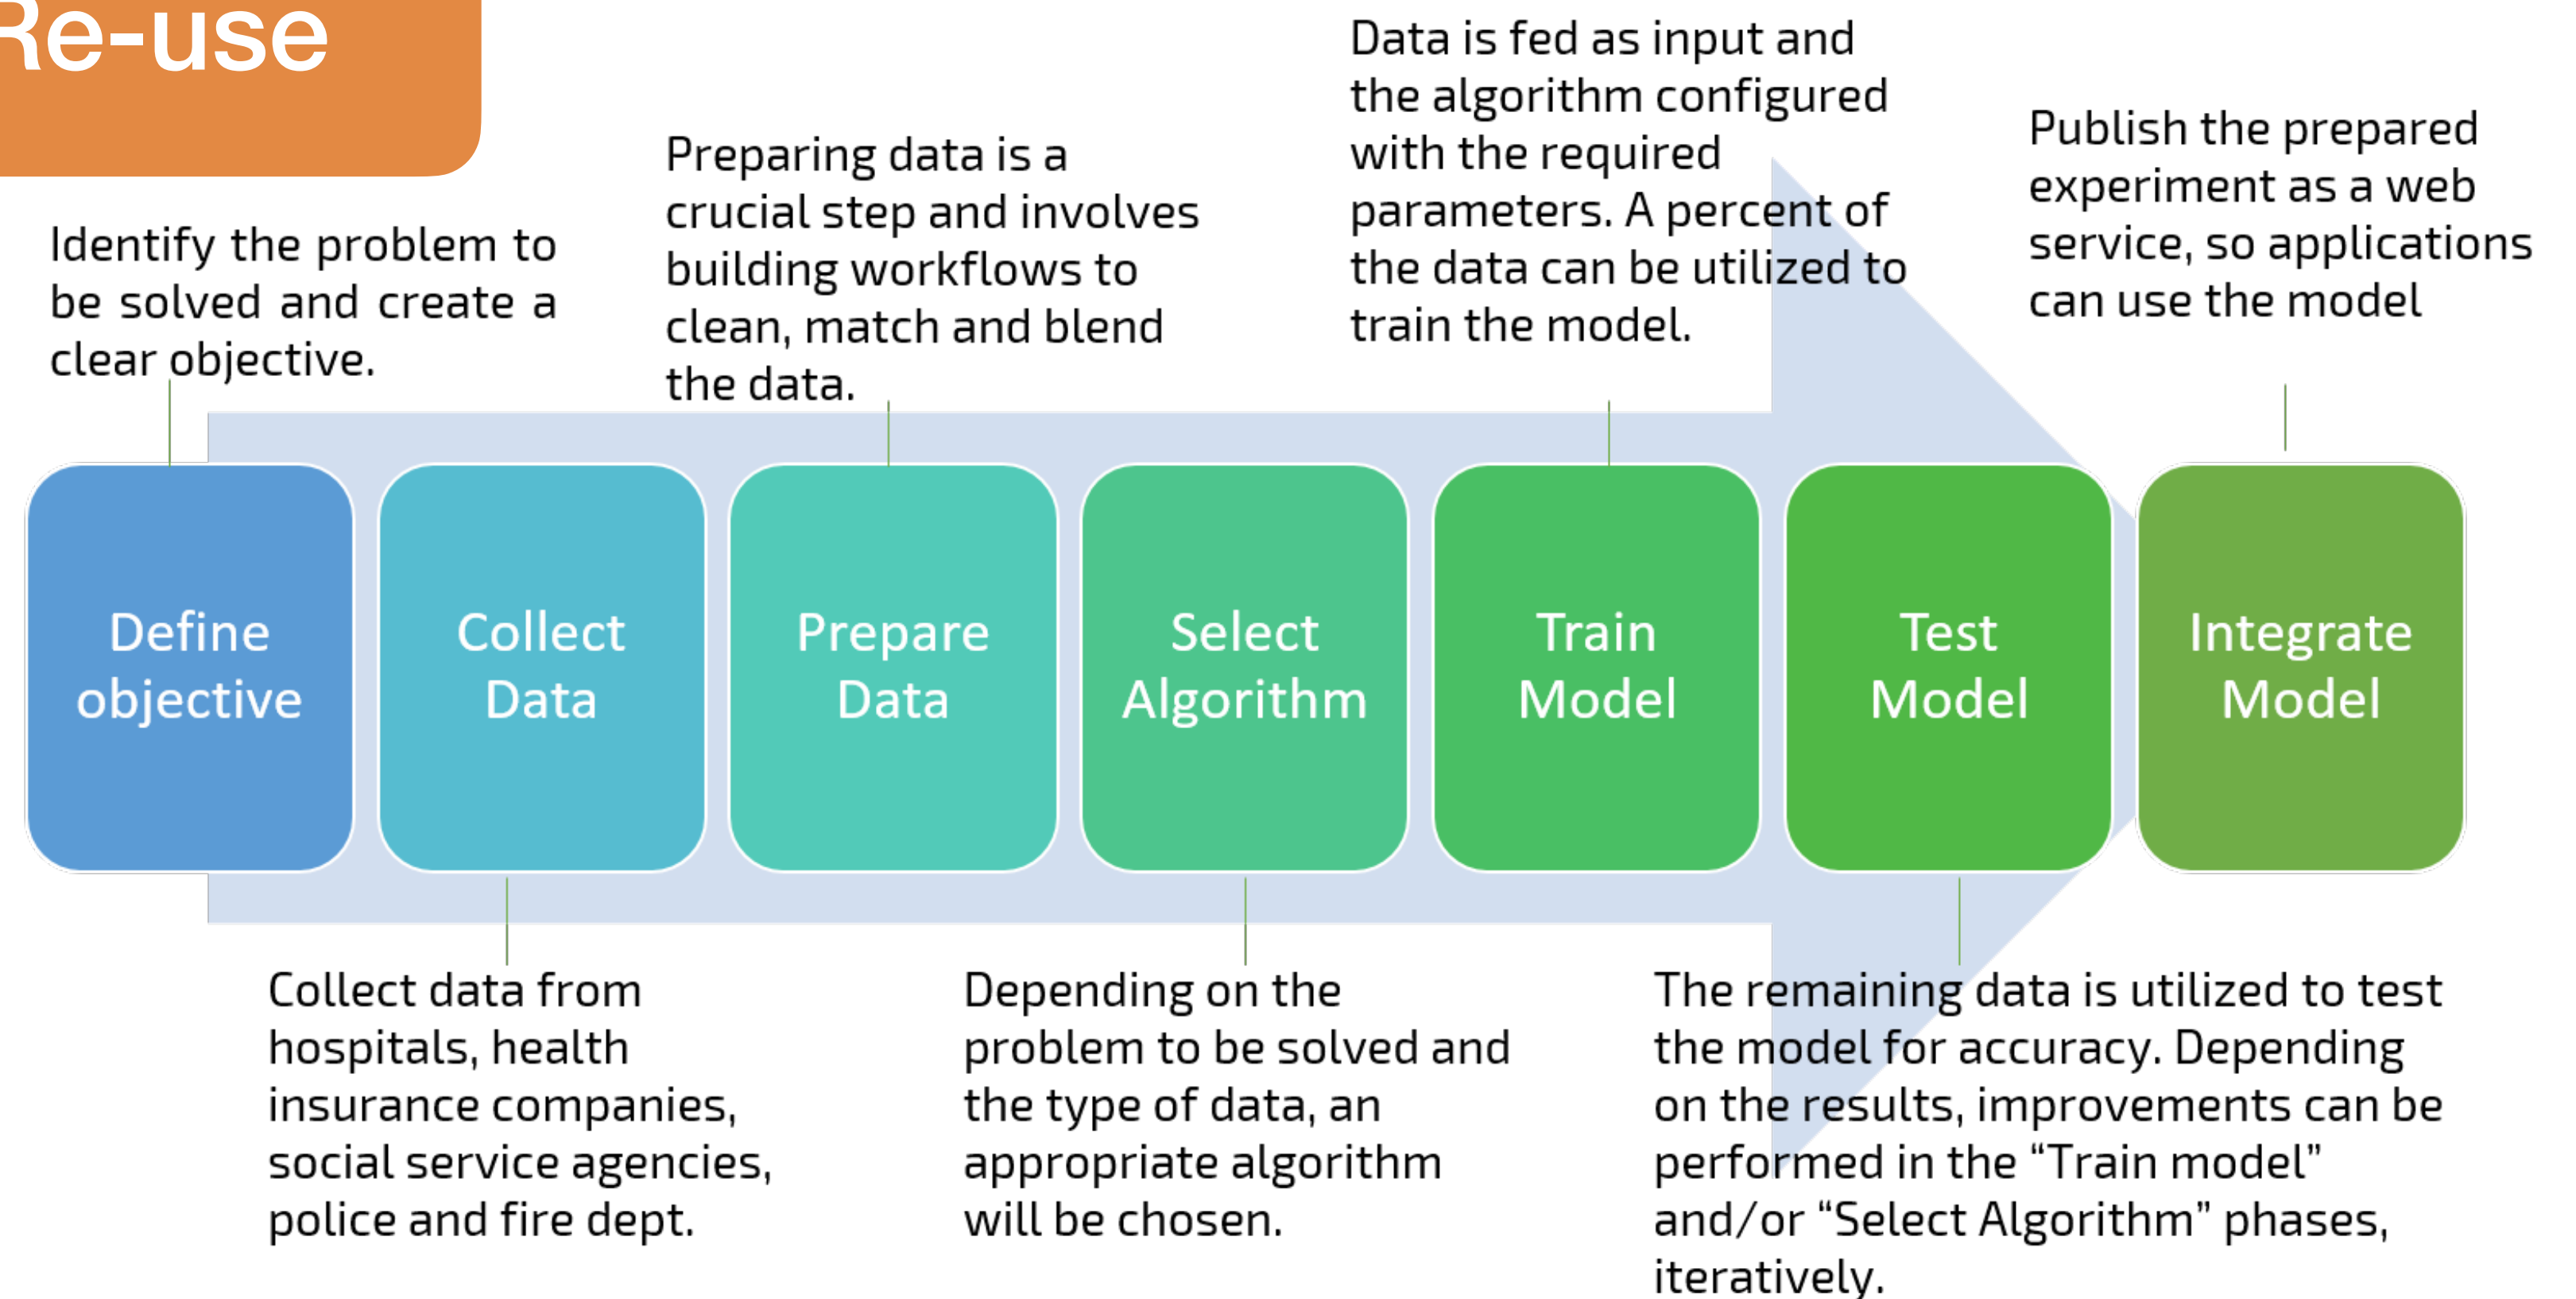 Re-use
Identify the problem to
be solved and create a
clear objective.
Preparing data is a
crucial step and involves
building workflows to
clean, match and blend
the data.
Data is fed as input and
the algorithm configured
with the required
parameters. A percent of
the data can be utilized to
train the model.
Publish the prepared
experiment as a web
service, so applications
can use the model
Define
objective
Collect
Data
Prepare
Data
Select
Algorithm
Train
Model
Test
Model
Integrate
Model
Collect data from
hospitals, health
insurance companies,
social service agencies,
police and fire dept.
Depending on the
problem to be solved and
the type of data, an
appropriate algorithm
will be chosen.
The remaining data is utilized to test
the model for accuracy. Depending
on the results, improvements can be
performed in the “Train model”
and/or “Select Algorithm” phases,
iteratively.